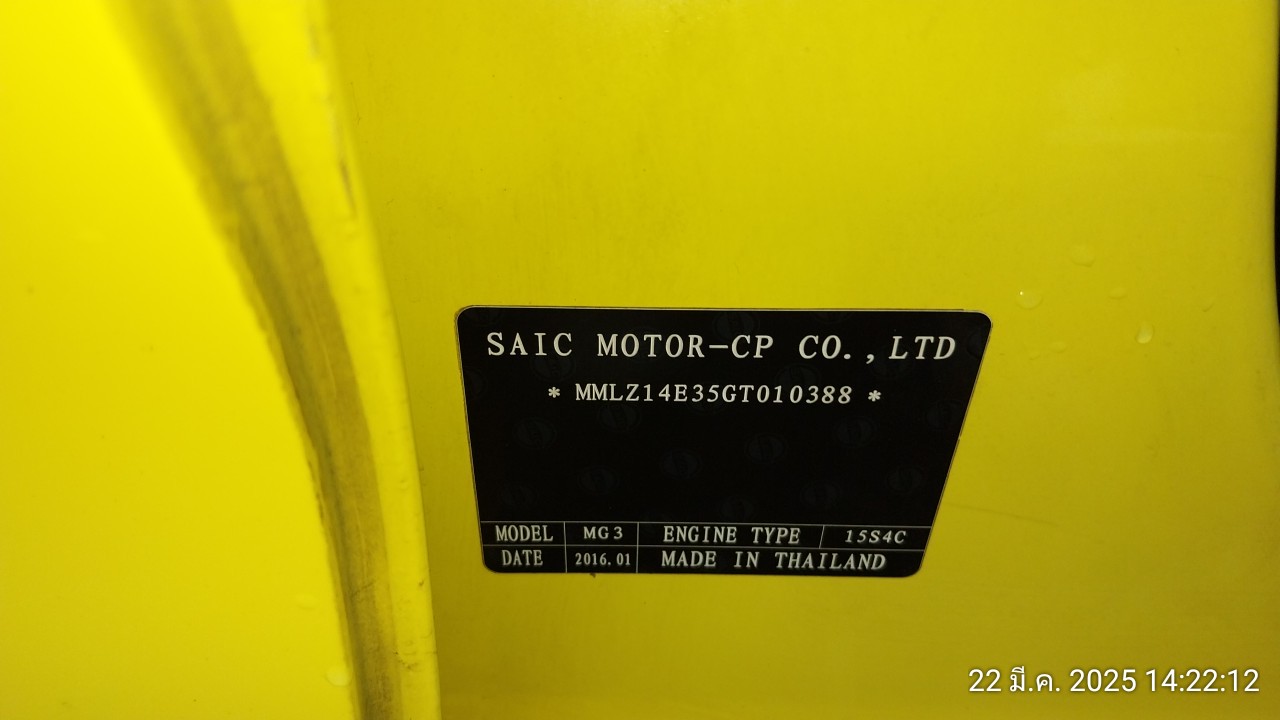 SAIC MOTOR-CP CO.,LTD
* MMLZ14E35GT010388 *
MODEL MG3 ENGINE TYPE 15S4C
DATE 2016.01 MADE IN THAILAND
22 มี.ค. 2025 14:22:12